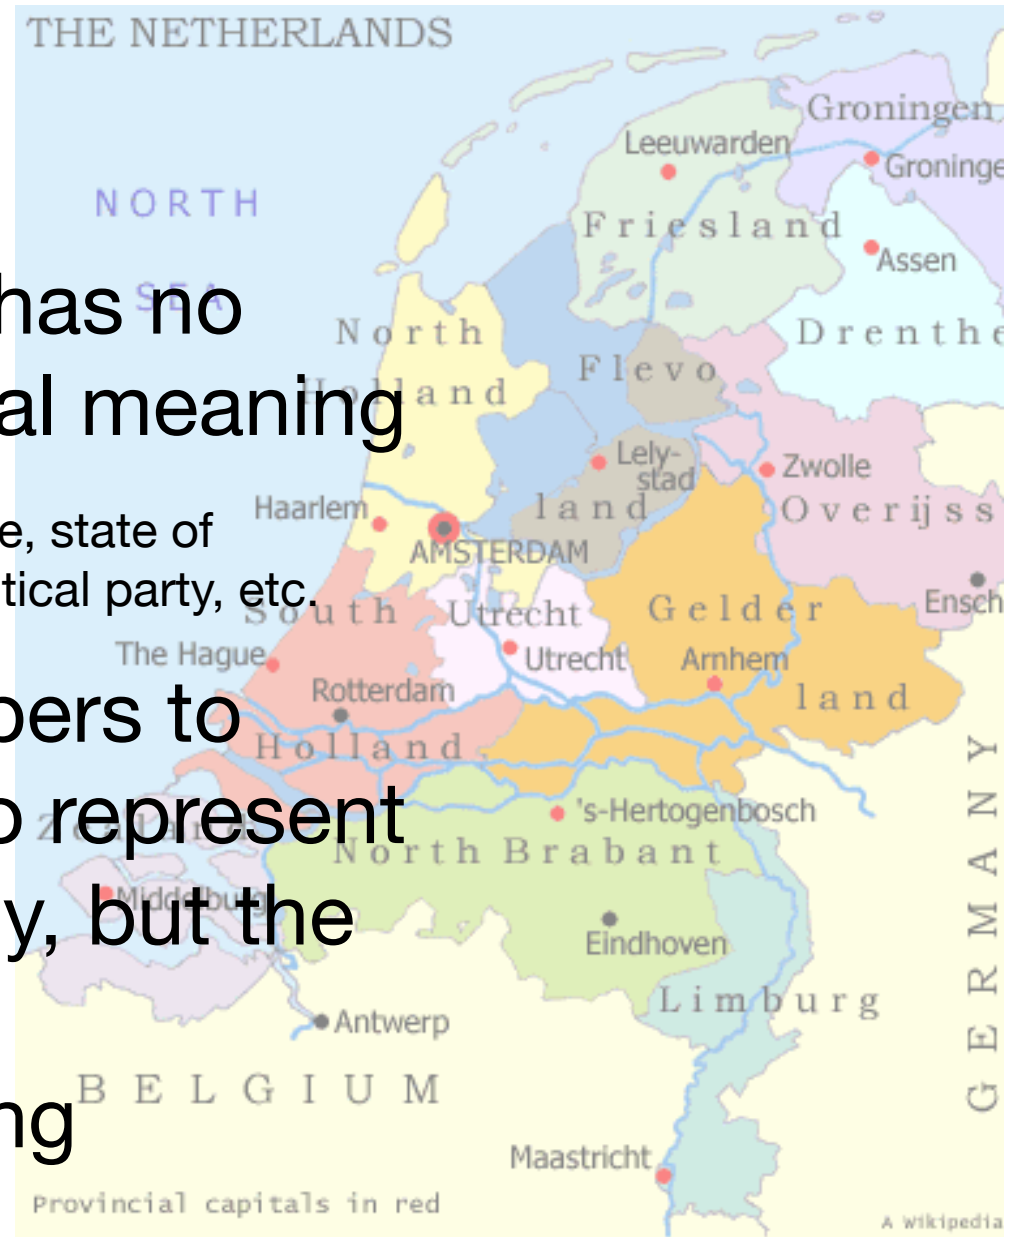 THE NETHERLANDS
Groningen
Leeuwarden
Groninge
NORTH
Friesland
Assen
SEA
has no
North
Drenthe
Flevo
Holland
al meaning
Lely-
stad
Zwolle
Haarlem
land
Overijss
e, state of
AMSTERDAM
tical party, etc.
South
Utrecht
Gelder
Ensch
The Hague
Utrecht
Arnhem
Rotterdam
land
bers to
Holland
GERMANY
's-Hertogenbosch
o represent
Zealand
North Brabant
Middelburg
y, but the
Eindhoven
Limburg
Antwerp
BELGIUM
ng
Maastricht
Provincial capitals in red
A Wikipedia